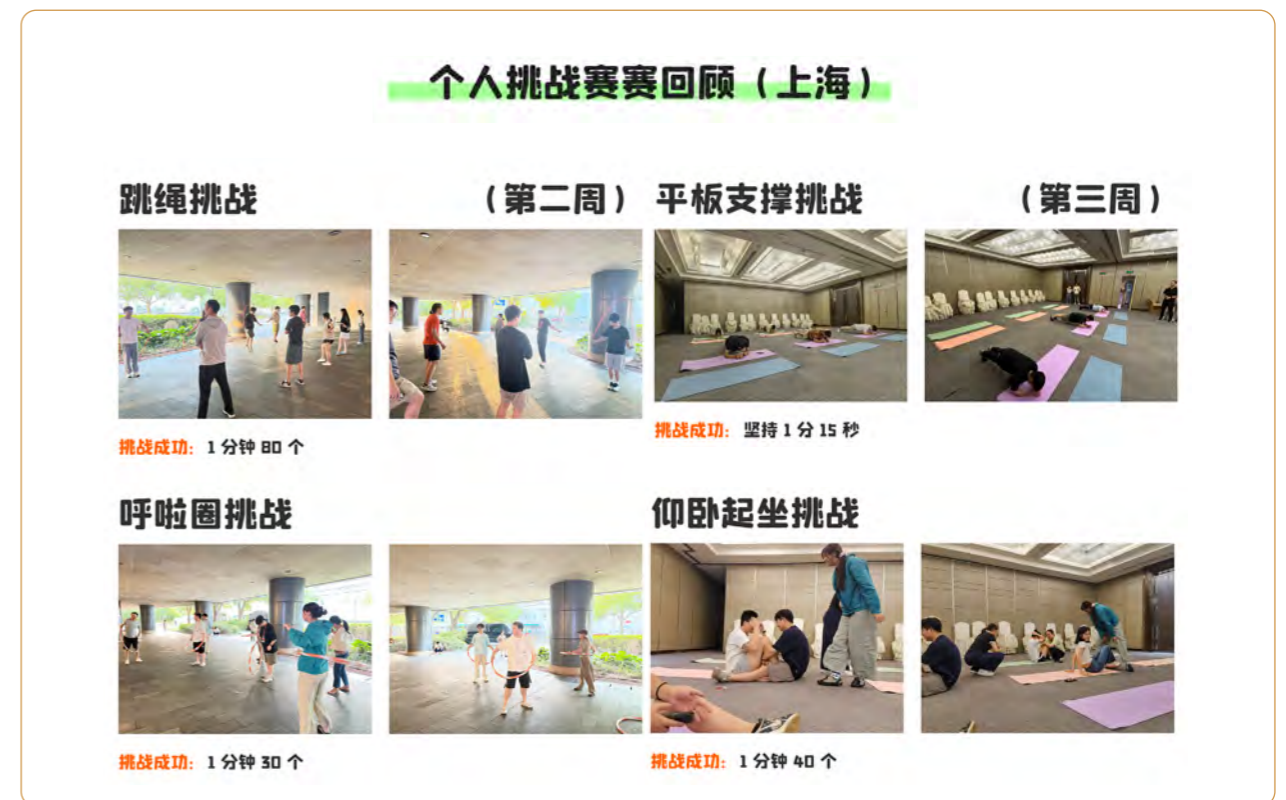 个人挑战赛赛回顾（上海）
跳绳挑战 （第二周）
挑战成功：1 分钟 80 个
平板支撑挑战 （第三周）
挑战成功：坚持 1 分 15 秒
呼啦圈挑战
挑战成功：1 分钟 30 个
仰卧起坐挑战
挑战成功：1 分钟 40 个